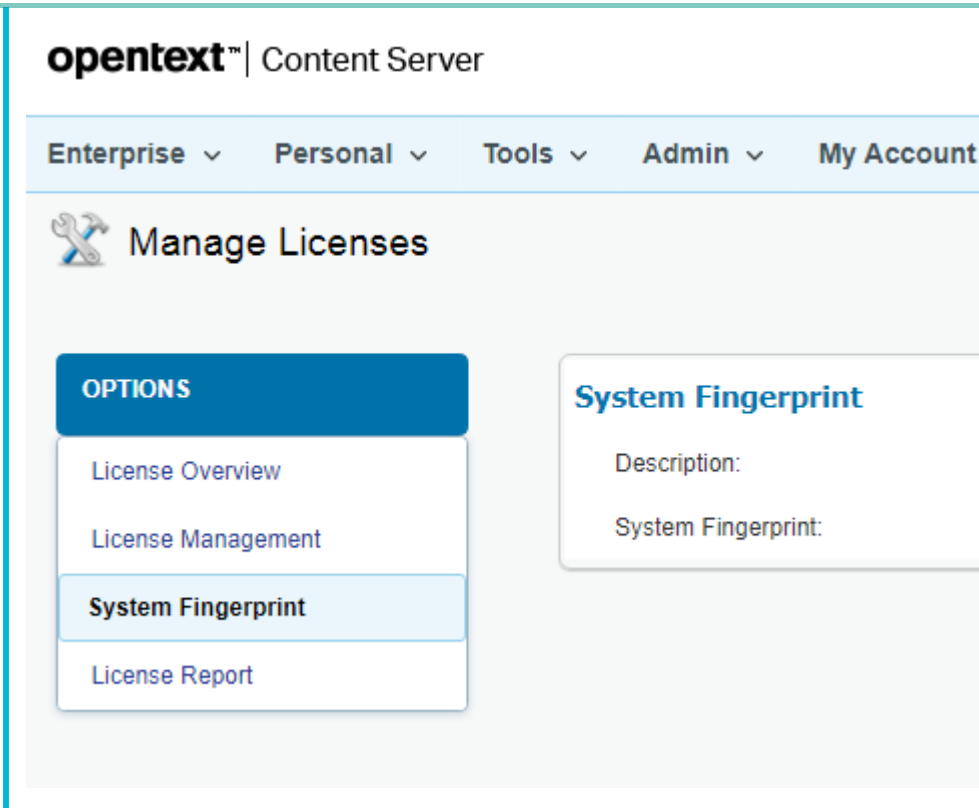 opentext™ | Content Server
Enterprise Personal Tools Admin My Account
Manage Licenses
OPTIONS
License Overview
License Management
System Fingerprint
License Report
System Fingerprint
Description:
System Fingerprint: